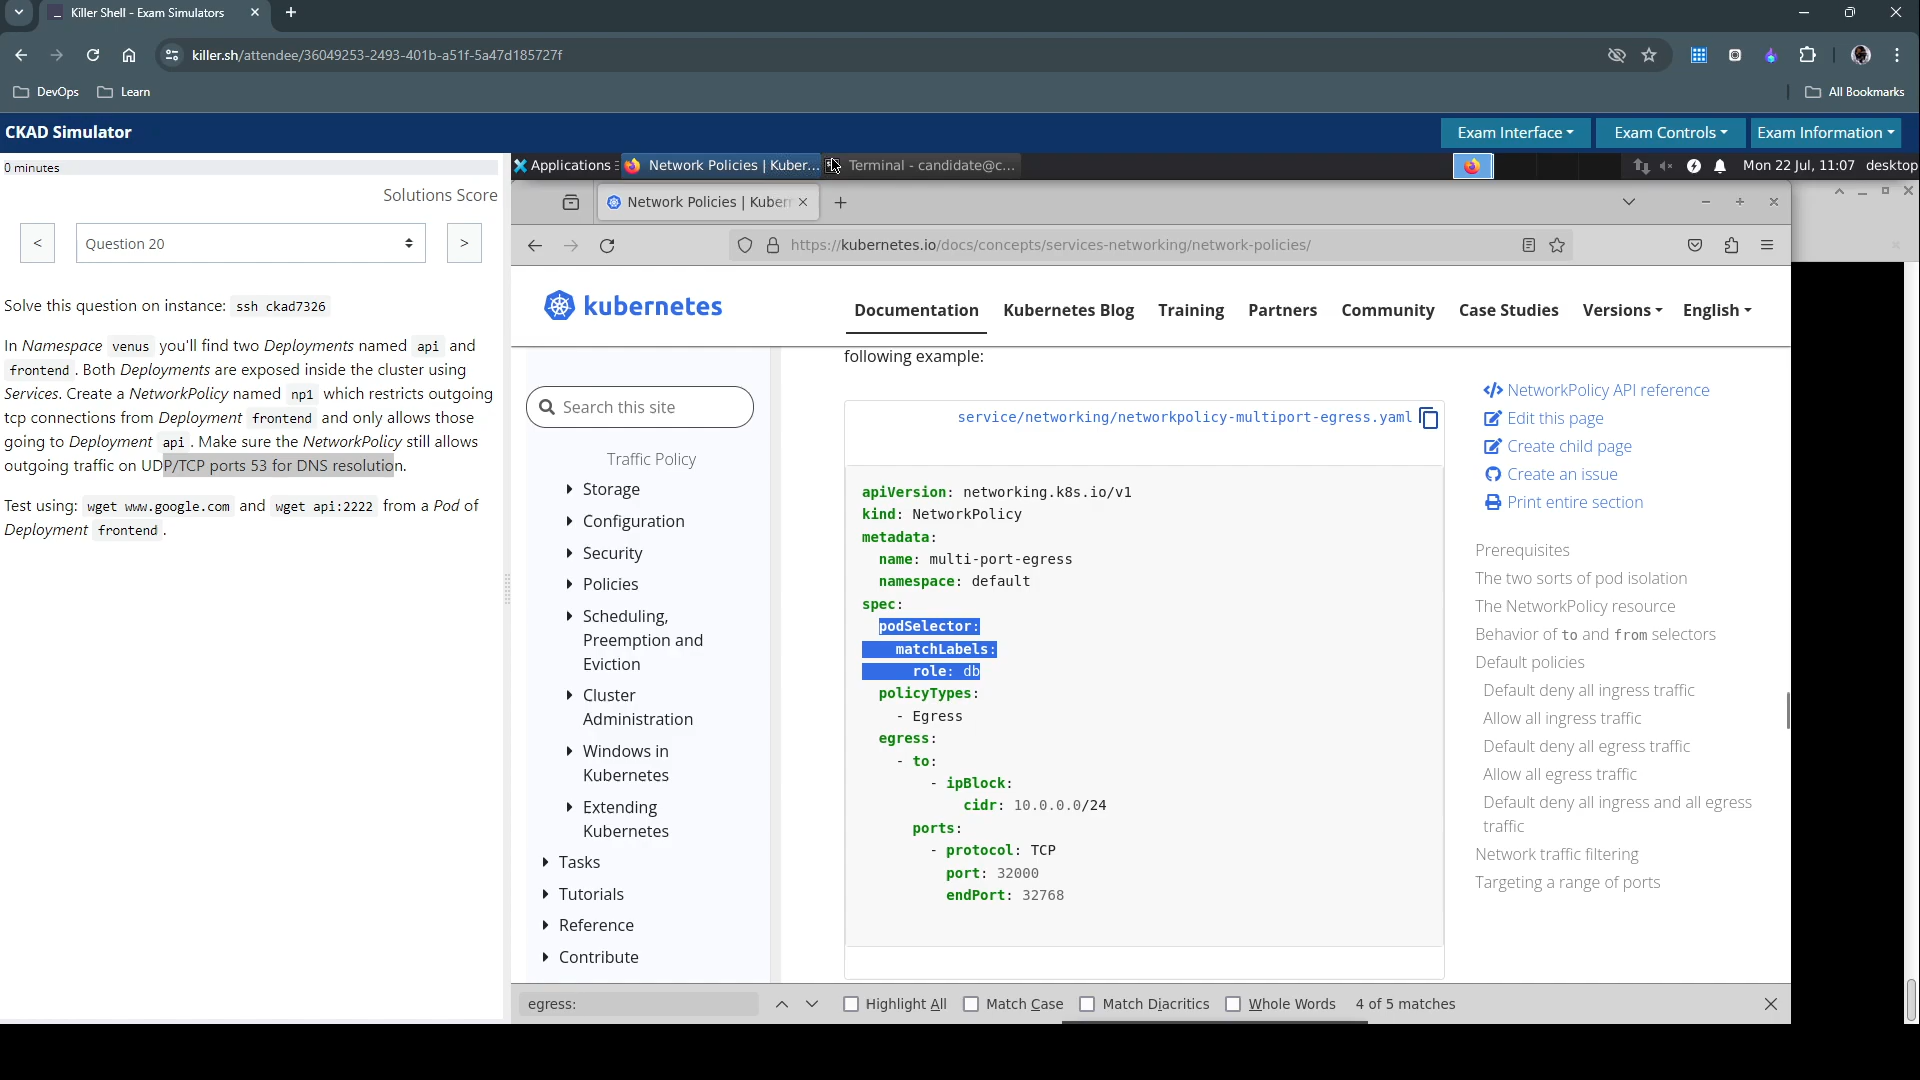 Killer Shell - Exam Simulators
killer.sh/attendee/36049253-2493-401b-a51f-5a47d185727f
DevOps
Learn
All Bookmarks
CKAD Simulator
Exam Interface
Exam Controls
Exam Information
0 minutes
Solutions Score
<
Question 20
>
Solve this question on instance: ssh ckad7326
In Namespace venus you'll find two Deployments named api and
frontend. Both Deployments are exposed inside the cluster using
Services. Create a NetworkPolicy named np1 which restricts outgoing
tcp connections from Deployment frontend and only allows those
going to Deployment api. Make sure the NetworkPolicy still allows
outgoing traffic on UDP/TCP ports 53 for DNS resolution.
Test using: wget www.google.com and wget api:2222 from a Pod of
Deployment frontend.
Applications
Network Policies | Kuber...
Terminal - candidate@c...
Mon 22 Jul, 11:07
desktop
Network Policies | Kubern
https://kubernetes.io/docs/concepts/services-networking/network-policies/
kubernetes
Documentation
Kubernetes Blog
Training
Partners
Community
Case Studies
Versions
English
Search this site
Traffic Policy
Storage
Configuration
Security
Policies
Scheduling,
Preemption and
Eviction
Cluster
Administration
Windows in
Kubernetes
Extending
Kubernetes
Tasks
Tutorials
Reference
Contribute
following example:
service/networking/networkpolicy-multiport-egress.yaml
apiVersion: networking.k8s.io/v1
kind: NetworkPolicy
metadata:
  name: multi-port-egress
  namespace: default
spec:
  podSelector:
    matchLabels:
      role: db
  policyTypes:
    - Egress
  egress:
    - to:
        - ipBlock:
            cidr: 10.0.0.0/24
      ports:
        - protocol: TCP
          port: 32000
          endPort: 32768
NetworkPolicy API reference
Edit this page
Create child page
Create an issue
Print entire section
Prerequisites
The two sorts of pod isolation
The NetworkPolicy resource
Behavior of to and from selectors
Default policies
Default deny all ingress traffic
Allow all ingress traffic
Default deny all egress traffic
Allow all egress traffic
Default deny all ingress and all egress
traffic
Network traffic filtering
Targeting a range of ports
egress:
Highlight All
Match Case
Match Diacritics
Whole Words
4 of 5 matches